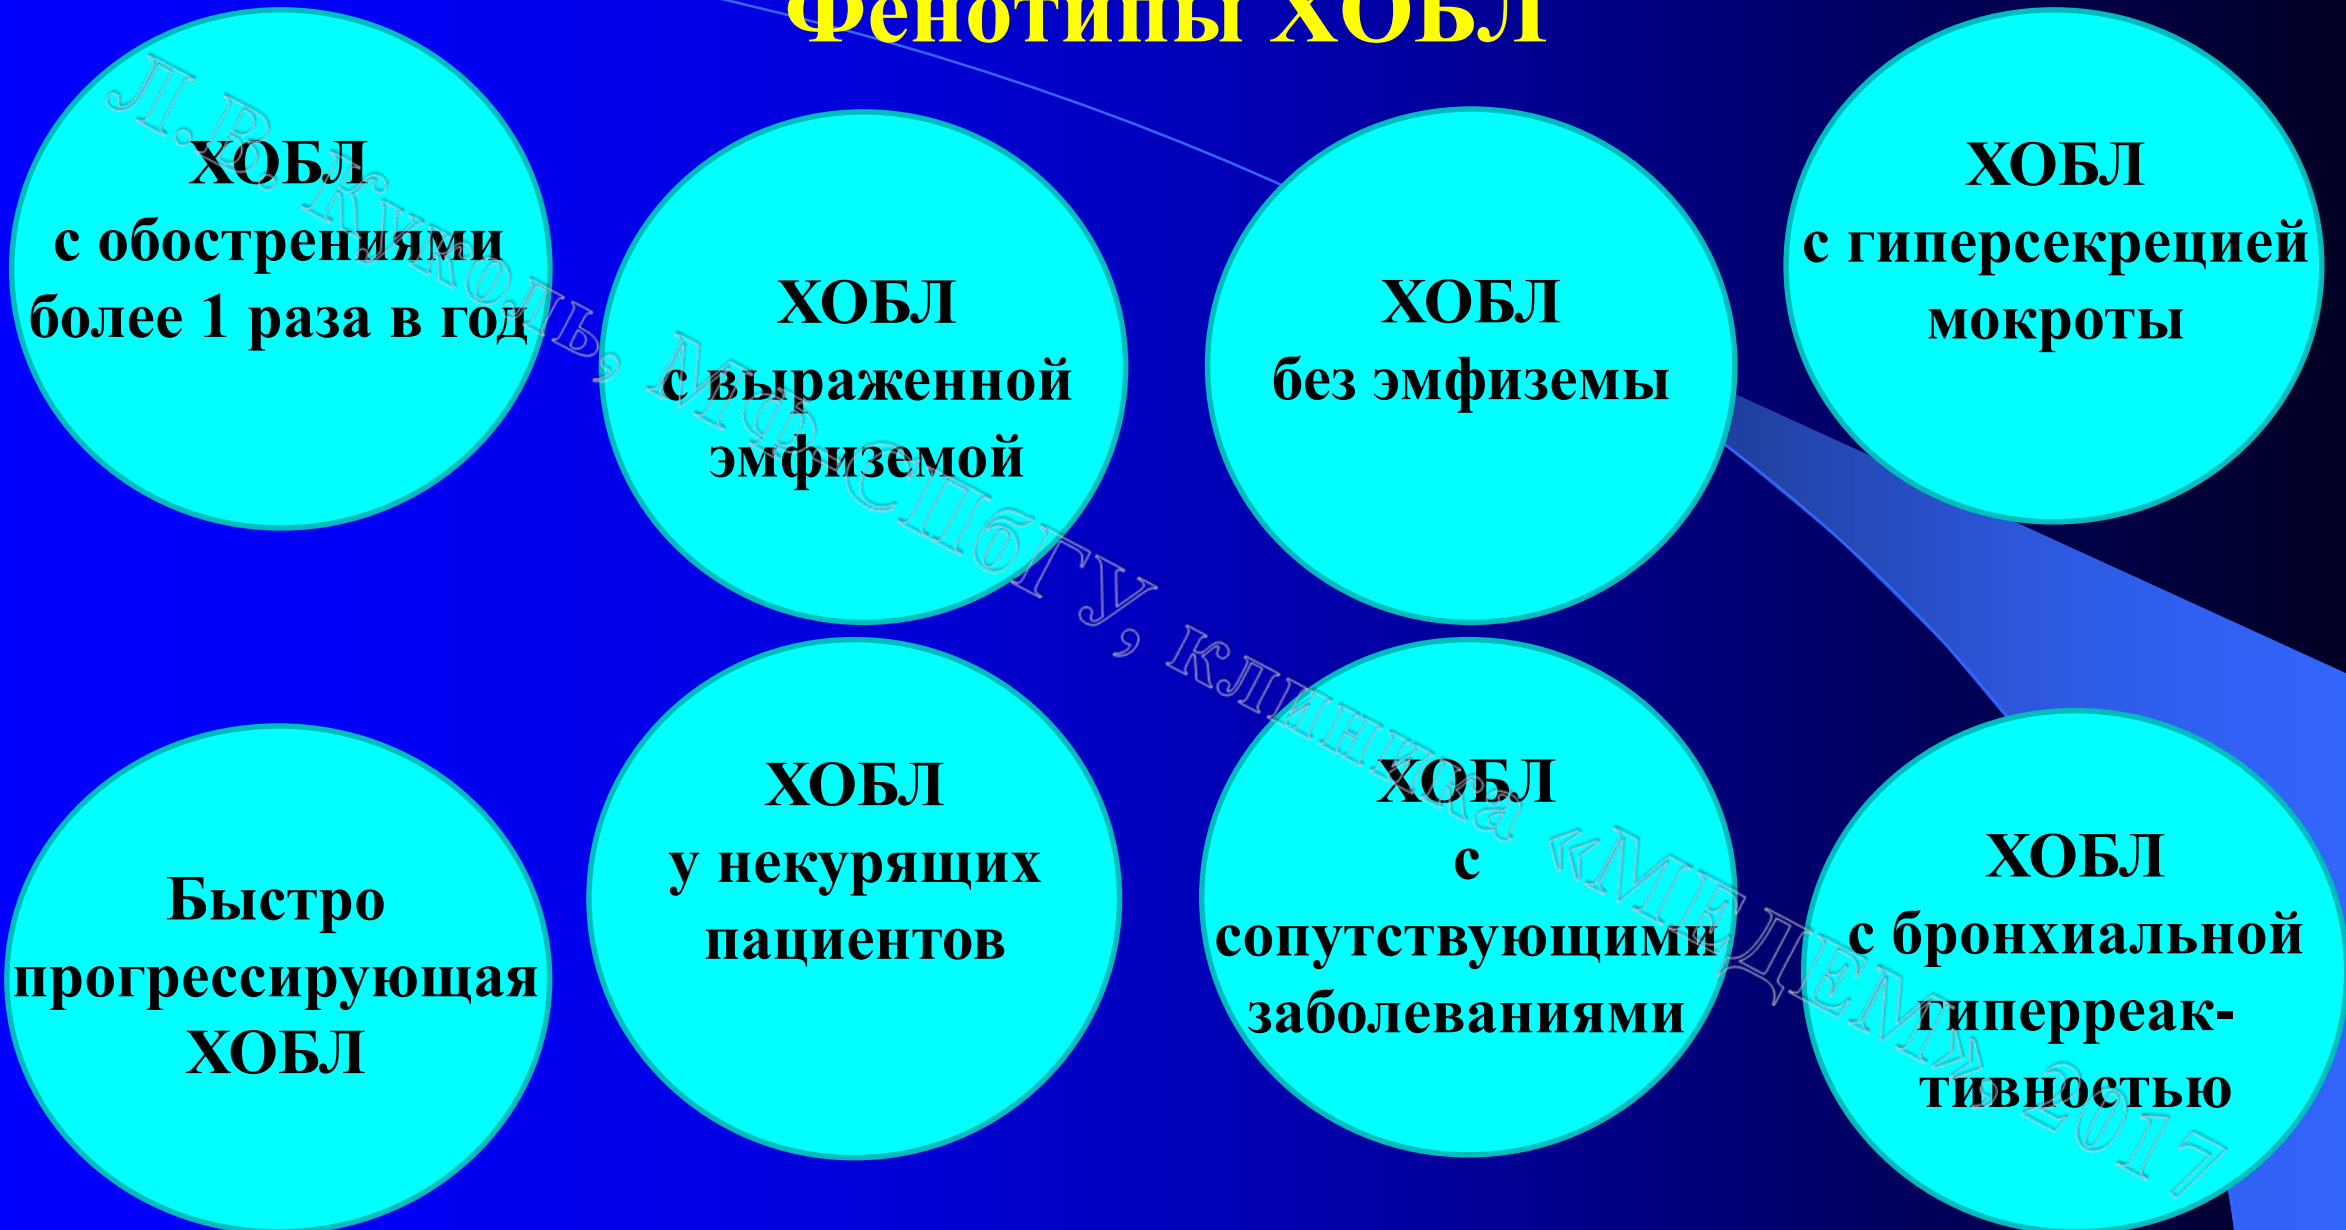 Фенотипы ХОБЛ
ХОБЛ
с обострениями
более 1 раза в год
ХОБЛ
с выраженной
эмфиземой
ХОБЛ
без эмфиземы
ХОБЛ
с гиперсекрецией
мокроты
Быстро
прогрессирующая
ХОБЛ
ХОБЛ
у некурящих
пациентов
ХОБЛ
с
сопутствующими
заболеваниями
ХОБЛ
с бронхиальной
гиперреак-
тивностью
Л.В. Куколь, МФ СПбГУ, клиника «МЕДЕМ», 2017